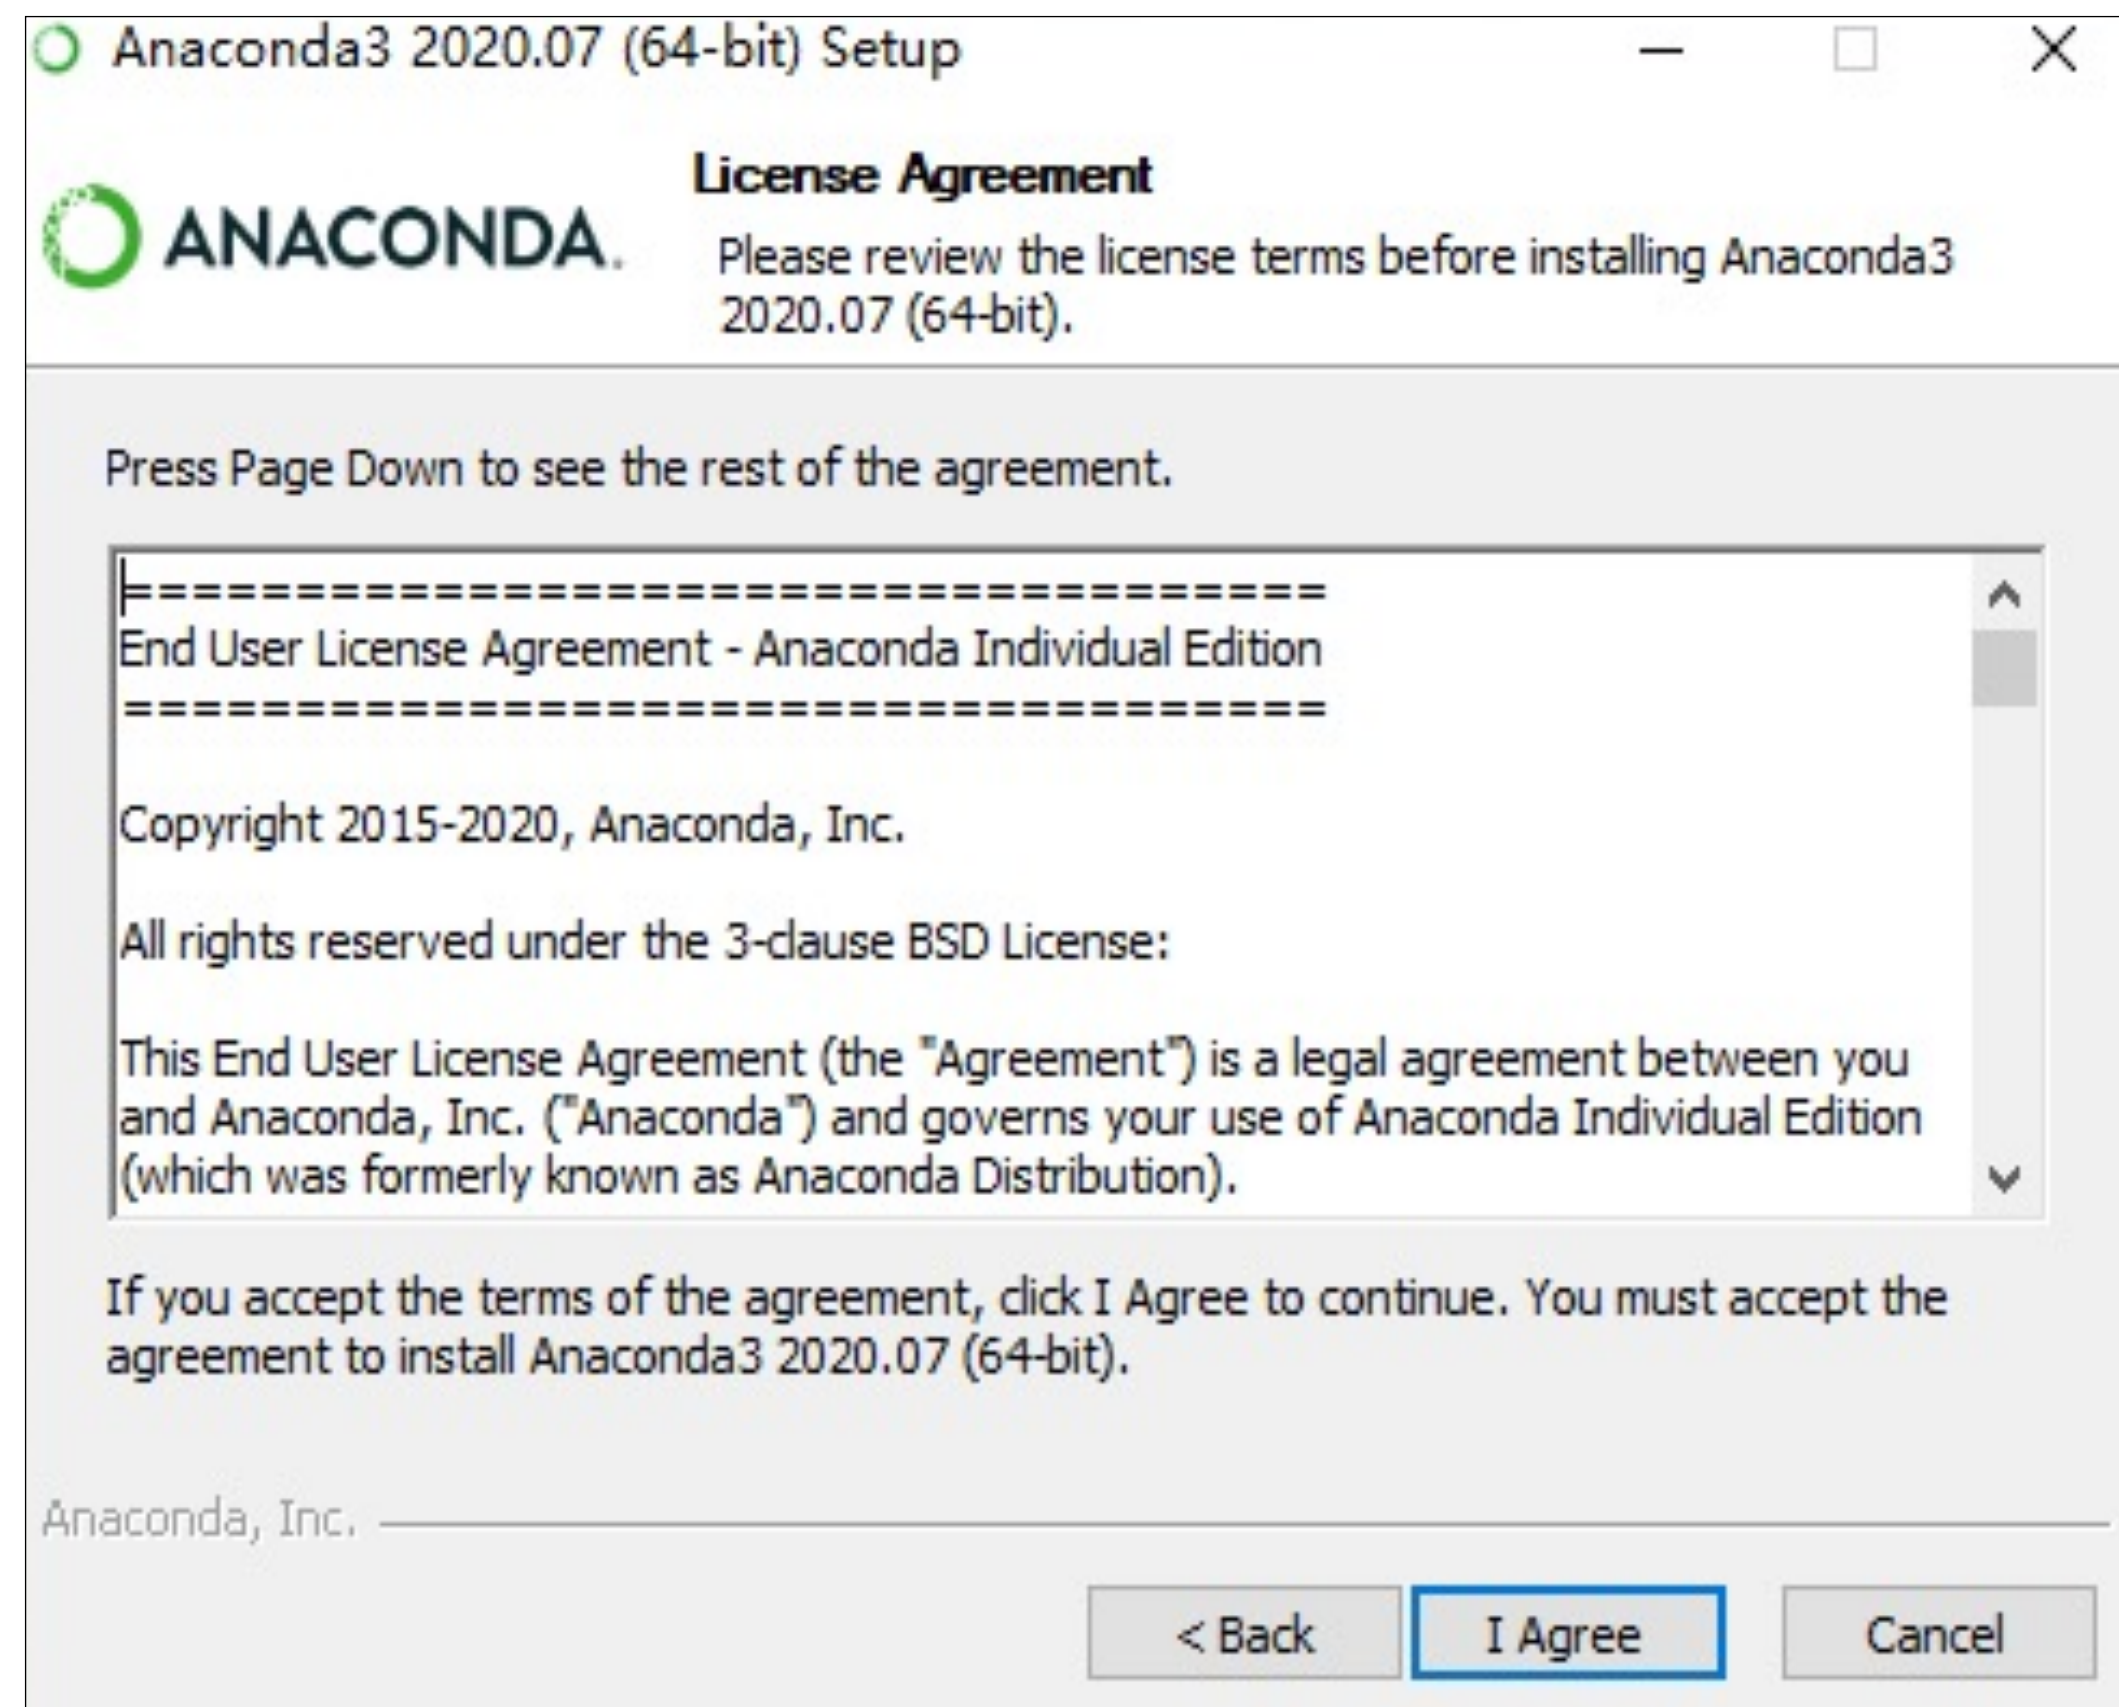 Anaconda3 2020.07 (64-bit) Setup
ANACONDA.
License Agreement
Please review the license terms before installing Anaconda3
2020.07 (64-bit).
Press Page Down to see the rest of the agreement.
===================================
End User License Agreement - Anaconda Individual Edition
===================================
Copyright 2015-2020, Anaconda, Inc.
All rights reserved under the 3-clause BSD License:
This End User License Agreement (the "Agreement") is a legal agreement between you
and Anaconda, Inc. ("Anaconda") and governs your use of Anaconda Individual Edition
(which was formerly known as Anaconda Distribution).
If you accept the terms of the agreement, click I Agree to continue. You must accept the
agreement to install Anaconda3 2020.07 (64-bit).
Anaconda, Inc.
< Back
I Agree
Cancel